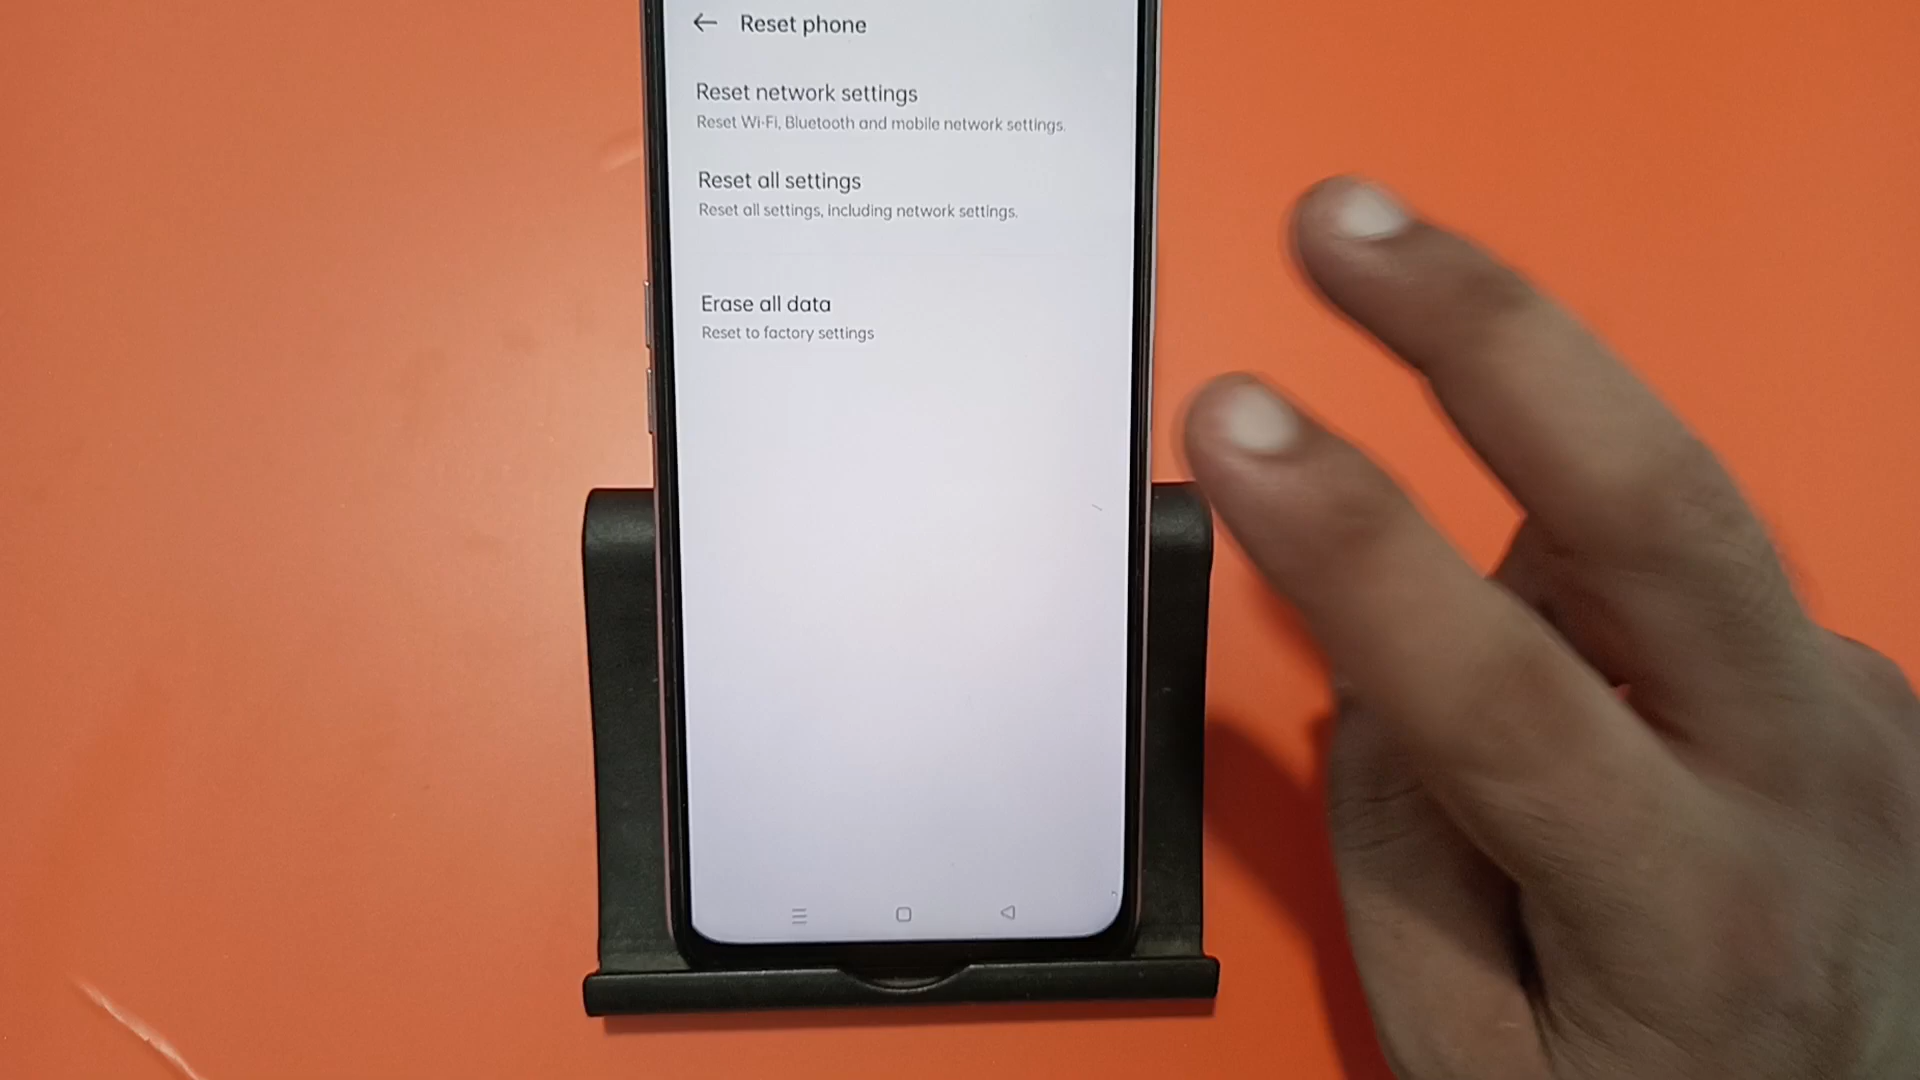 Reset phone
Reset network settings
Reset Wi-Fi, Bluetooth and mobile network settings.
Reset all settings
Reset all settings, including network settings.
Erase all data
Reset to factory settings